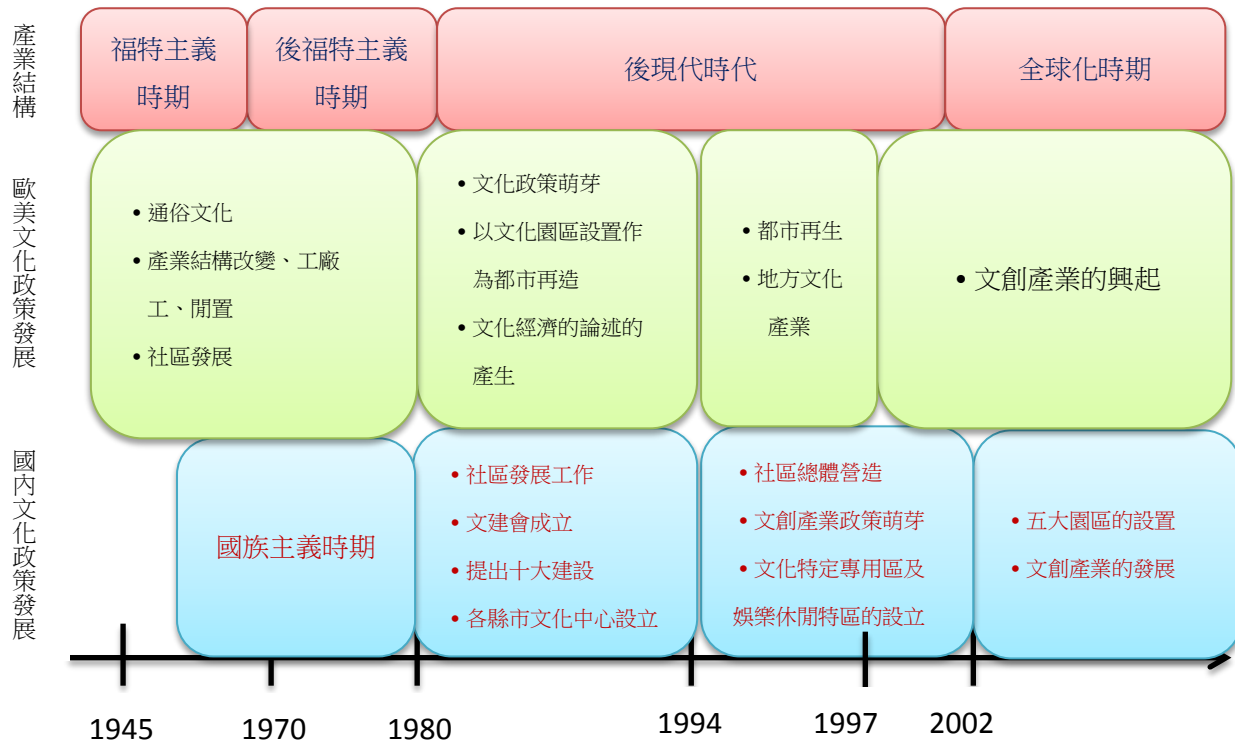 產業結構
福特主義
時期
後福特主義
時期
後現代時代
全球化時期
歐美文化政策發展
• 通俗文化
• 產業結構改變、工廠
工、閒置
• 社區發展
• 文化政策萌芽
• 以文化園區設置作
為都市再造
• 文化經濟的論述的
產生
• 都市再生
• 地方文化
產業
• 文創產業的興起
國內文化政策發展
國族主義時期
• 社區發展工作
• 文建會成立
• 提出十大建設
• 各縣市文化中心設立
• 社區總體營造
• 文創產業政策萌芽
• 文化特定專用區及
娛樂休閒特區的設立
• 五大園區的設置
• 文創產業的發展
1945
1970
1980
1994
1997
2002